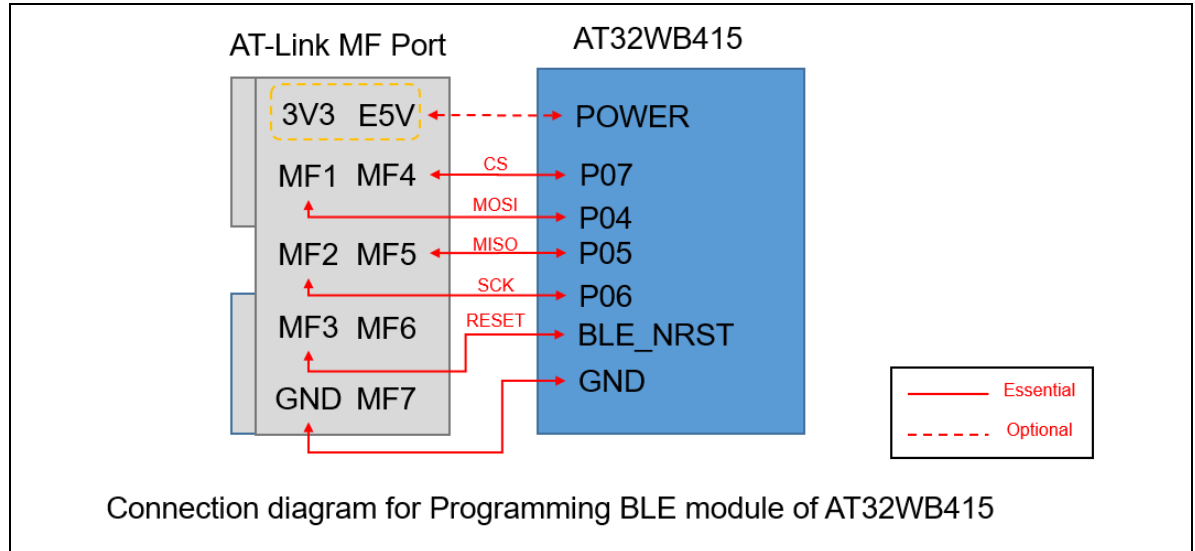 AT-Link MF Port
AT32WB415
3V3 E5V
POWER
MF1 MF4
CS
P07
MOSI
P04
MF2 MF5
MISO
P05
SCK
P06
MF3 MF6
RESET
BLE_NRST
GND MF7
GND
Essential
Optional
Connection diagram for Programming BLE module of AT32WB415